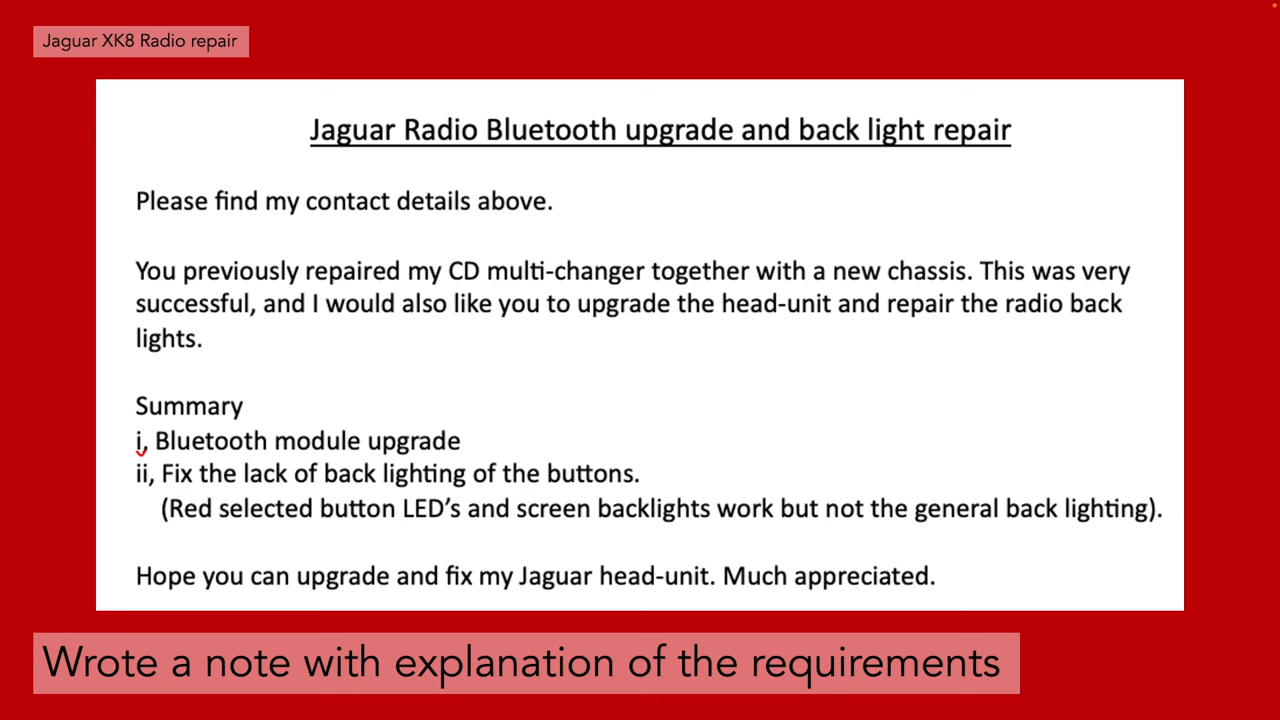 Jaguar XK8 Radio repair
Jaguar Radio Bluetooth upgrade and back light repair
Please find my contact details above.
You previously repaired my CD multi-changer together with a new chassis. This was very
successful, and I would also like you to upgrade the head-unit and repair the radio back
lights.
Summary
i, Bluetooth module upgrade
ii, Fix the lack of back lighting of the buttons.
(Red selected button LED’s and screen backlights work but not the general back lighting).
Hope you can upgrade and fix my Jaguar head-unit. Much appreciated.
Wrote a note with explanation of the requirements